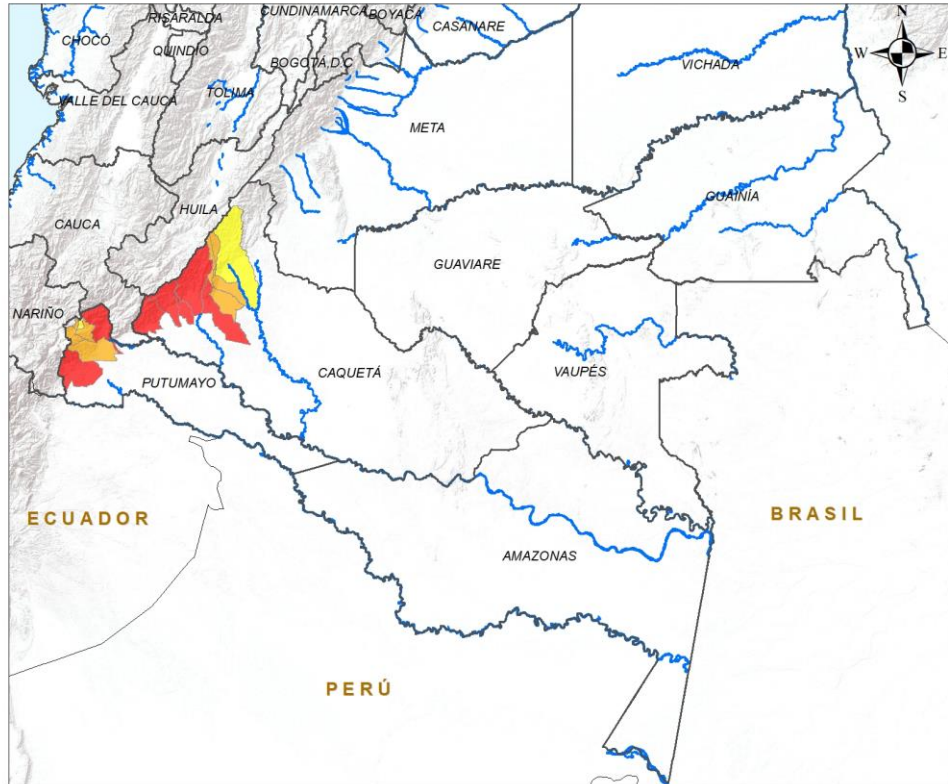 CUNDINAMARCA
BOYACÁ
RISARALDA
CASANARE
CHOCÓ
QUINDÍO
BOGOTÁ D.C
N
W
E
S
VICHADA
TOLIMA
VALLE DEL CAUCA
META
GUAINÍA
HUILA
CAUCA
GUAVIARE
NARIÑO
CAQUETÁ
VAUPÉS
PUTUMAYO
ECUADOR
BRASIL
AMAZONAS
PERÚ